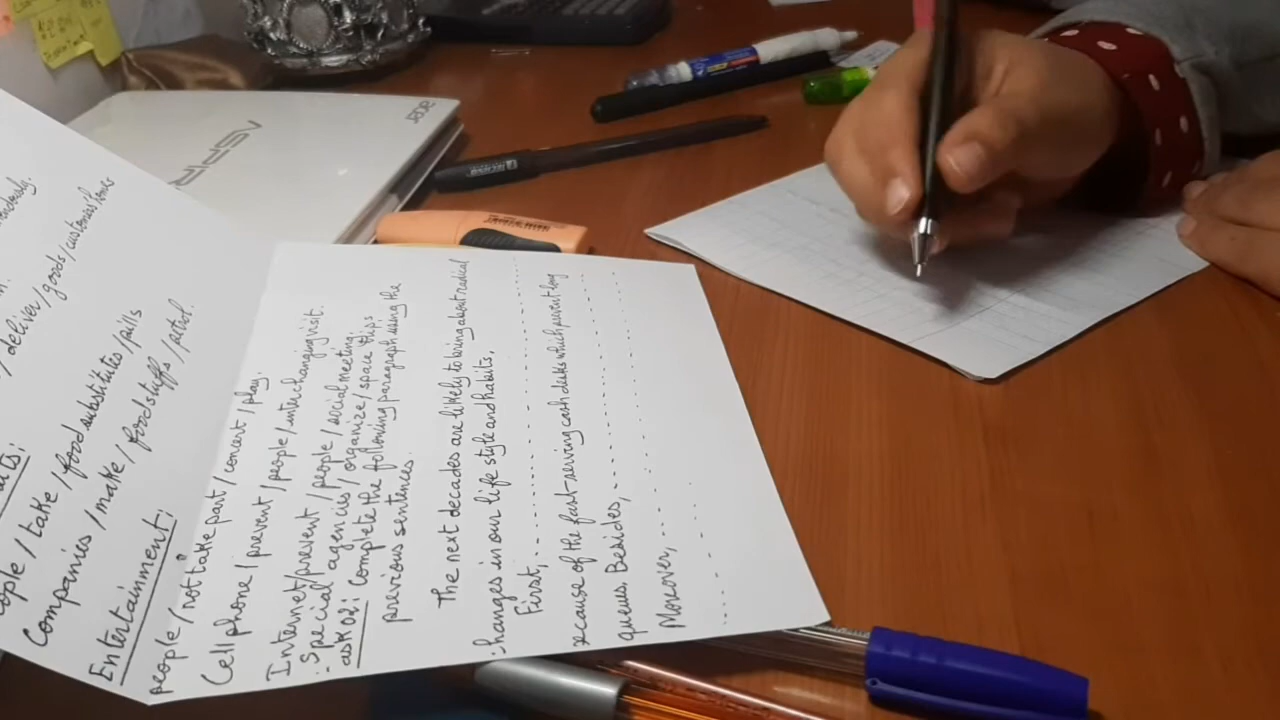 / deliver / goods / customers' homes
People / take / food substitutes / pills
Companies / make / foodstuffs / petrol.
Entertainment:
people / not take part / concert / play.
Cell phone / prevent / people / interchanging visit.
Internet / prevent / people / social meeting
- Special agencies / organize / space trips
ask 02: Complete the following paragraph using the
previous sentences.
The next decades are likely to bring about radical
changes in our life style and habits.
First, ..............
because of the fast-serving cash desks which prevent long
queues. Besides, ..............
Moreover, ..............
..............
acer
ASPIR